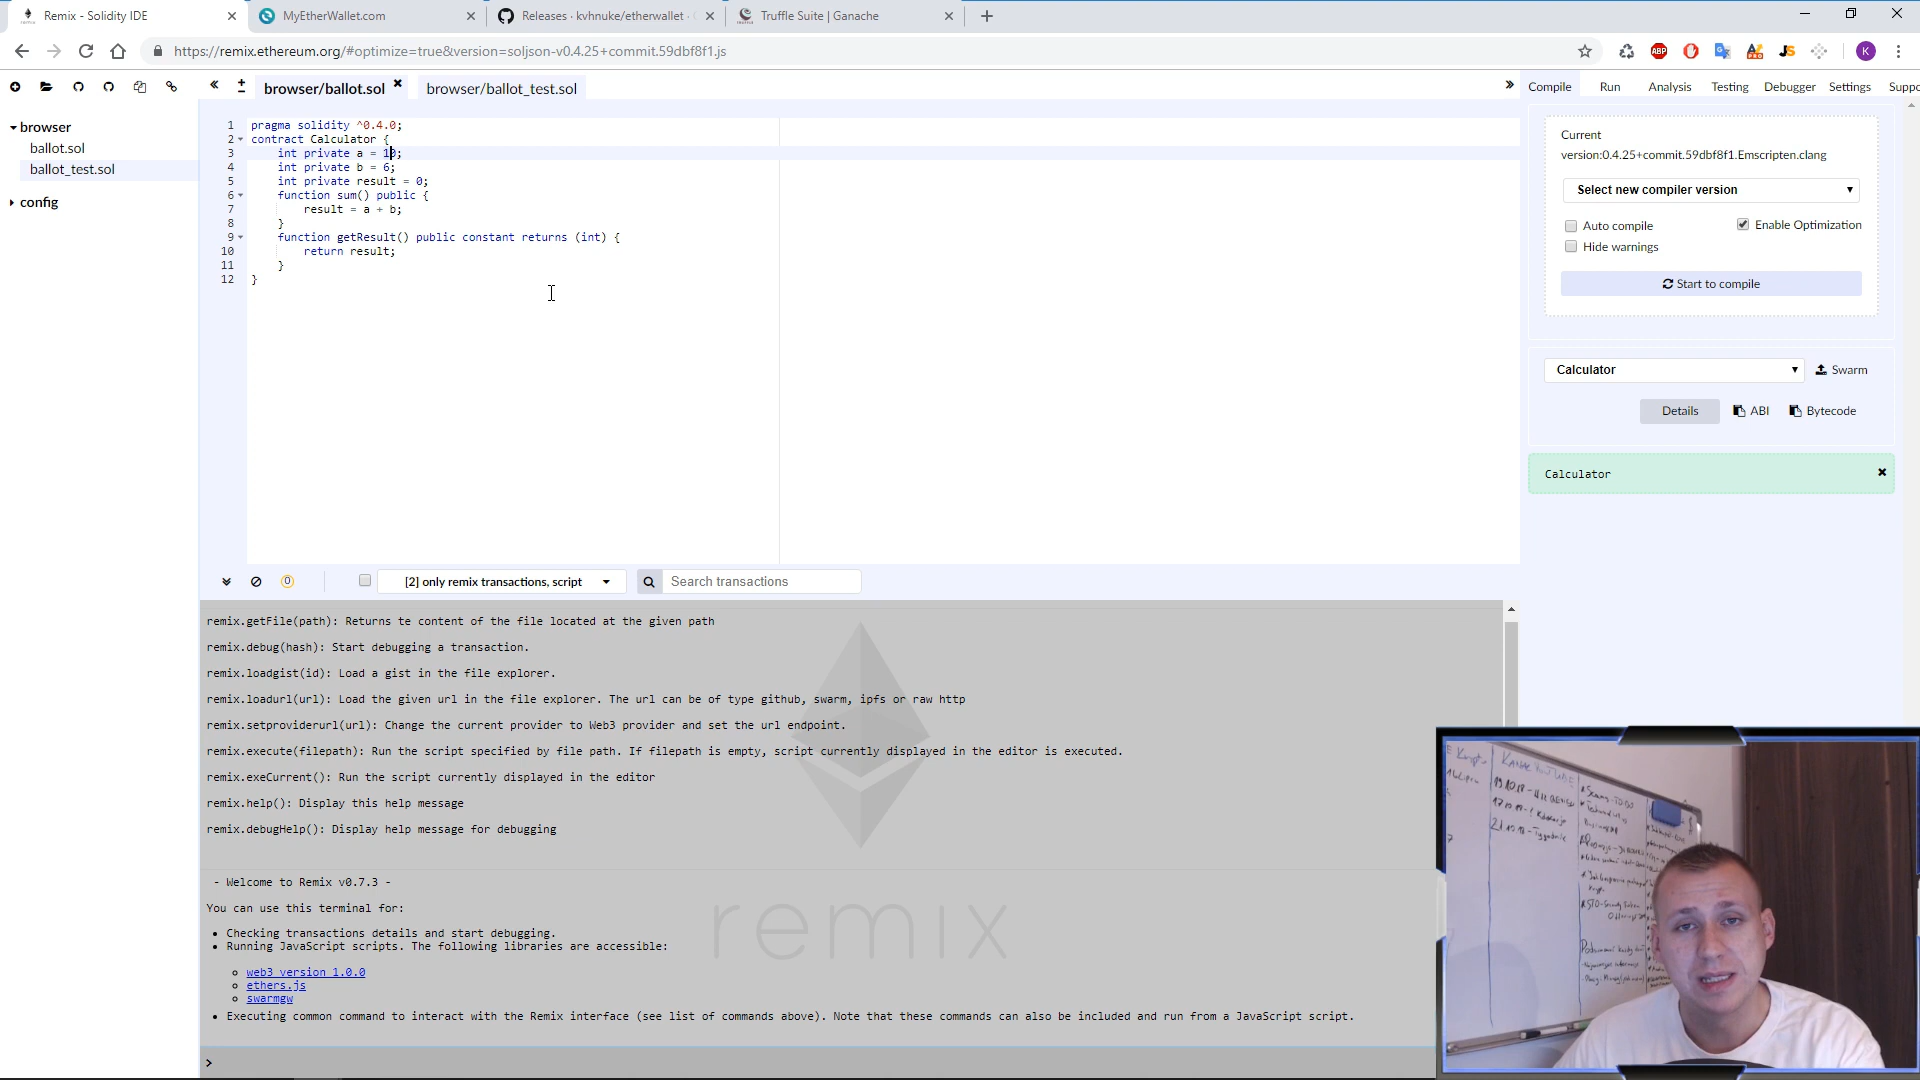 Remix - Solidity IDE
MyEtherWallet.com
Releases · kvhnuke/etherwallet ·
Truffle Suite | Ganache
https://remix.ethereum.org/#optimize=true&version=soljson-v0.4.25+commit.59dbf8f1.js
ABP
JS
K
browser/ballot.sol
browser/ballot_test.sol
Compile
Run
Analysis
Testing
Debugger
Settings
Suppo
browser
ballot.sol
ballot_test.sol
config
1 pragma solidity ^0.4.0;
2 contract Calculator {
3 int private a = 10;
4 int private b = 6;
5 int private result = 0;
6 function sum() public {
7 result = a + b;
8 }
9 function getResult() public constant returns (int) {
10 return result;
11 }
12 }
Current
version:0.4.25+commit.59dbf8f1.Emscripten.clang
Select new compiler version
Auto compile
Enable Optimization
Hide warnings
Start to compile
Calculator
Swarm
Details
ABI
Bytecode
Calculator
0
[2] only remix transactions, script
Search transactions
remix.getFile(path): Returns te content of the file located at the given path
remix.debug(hash): Start debugging a transaction.
remix.loadgist(id): Load a gist in the file explorer.
remix.loadurl(url): Load the given url in the file explorer. The url can be of type github, swarm, ipfs or raw http
remix.setproviderurl(url): Change the current provider to Web3 provider and set the url endpoint.
remix.execute(filepath): Run the script specified by file path. If filepath is empty, script currently displayed in the editor is executed.
remix.exeCurrent(): Run the script currently displayed in the editor
remix.help(): Display this help message
remix.debugHelp(): Display help message for debugging
- Welcome to Remix v0.7.3 -
You can use this terminal for:
• Checking transactions details and start debugging.
• Running JavaScript scripts. The following libraries are accessible:
web3 version 1.0.0
ethers.js
swarmgw
• Executing common command to interact with the Remix interface (see list of commands above). Note that these commands can also be included and run from a JavaScript script.
remix
>